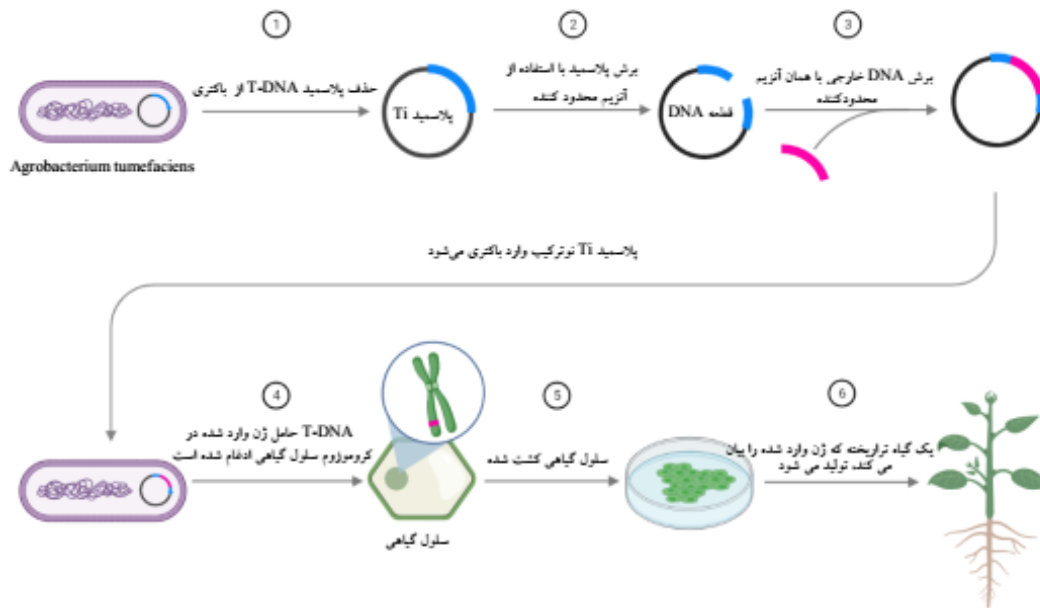 1
2
3
حذف پلاسمید T-DNA از باکتری
برش پلاسمید با استفاده از
آنزیم محدود کننده
برش DNA خارجی با همان آنزیم
محدودکننده
پلاسمید Ti
قطعه DNA
Agrobacterium tumefaciens
پلاسمید Ti نوترکیب وارد باکتری می‌شود
4
5
6
T-DNA حامل ژن وارد شده در
کروموزوم سلول گیاهی ادغام شده است
سلول گیاهی کشت شده
یک گیاه تراریخته که ژن وارد شده را بیان
می کند، تولید می شود
سلول گیاهی